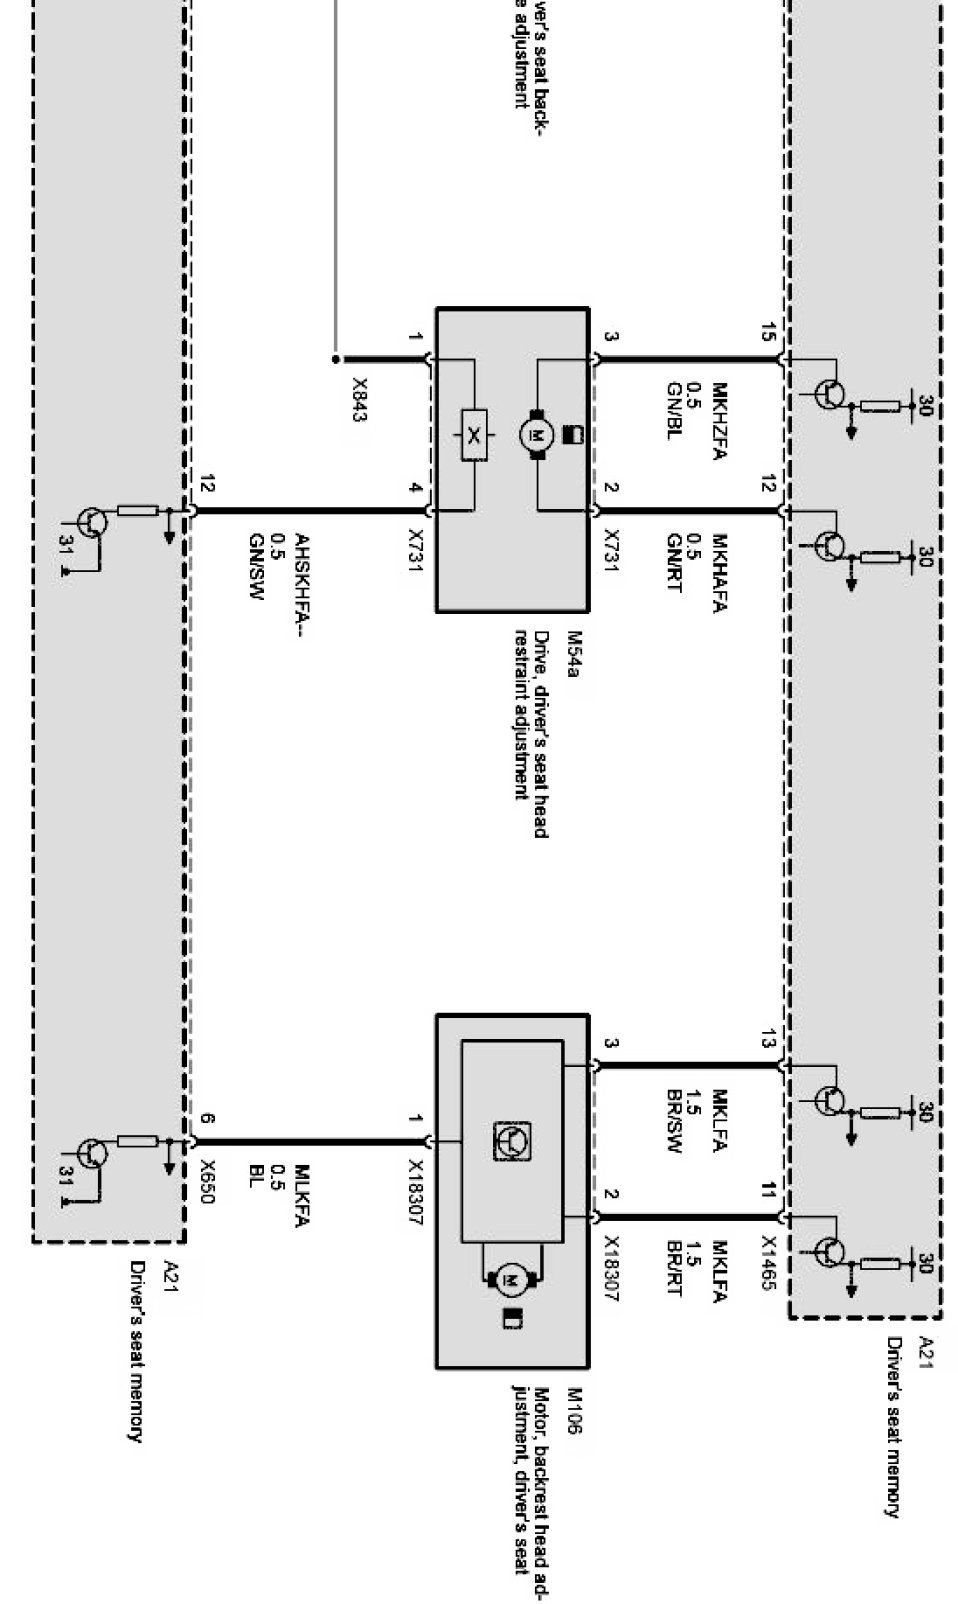 30
30
30
30
A21
Driver's seat memory
15
12
13
11
X1465
MKHZFA
0.5
GN/BL
MKHAFA
0.5
GN/RT
MKLFA
1.5
BR/SW
MKLFA
1.5
BR/RT
3
2
X731
3
2
X18307
ver's seat back-
e adjustment
M
X
M54a
Drive, driver's seat head
restraint adjustment
M
M106
Motor, backrest head ad-
justment, driver's seat
1
4
X731
1
X18307
X843
AHSKHFA--
0.5
GN/SW
MLKFA
0.5
BL
12
6
X650
A21
Driver's seat memory
31
31